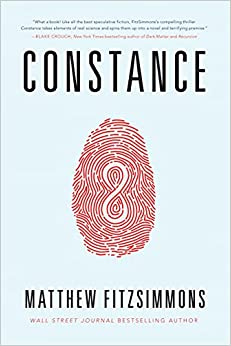 "What a book! Like all the best speculative fiction, FitzSimmons's compelling thriller
Constance takes elements of real science and spins them up into a novel and terrifying premise."
—BLAKE CROUCH, New York Times bestselling author of Dark Matter and Recursion
CONSTANCE
8
MATTHEW FITZSIMMONS
WALL STREET JOURNAL BESTSELLING AUTHOR